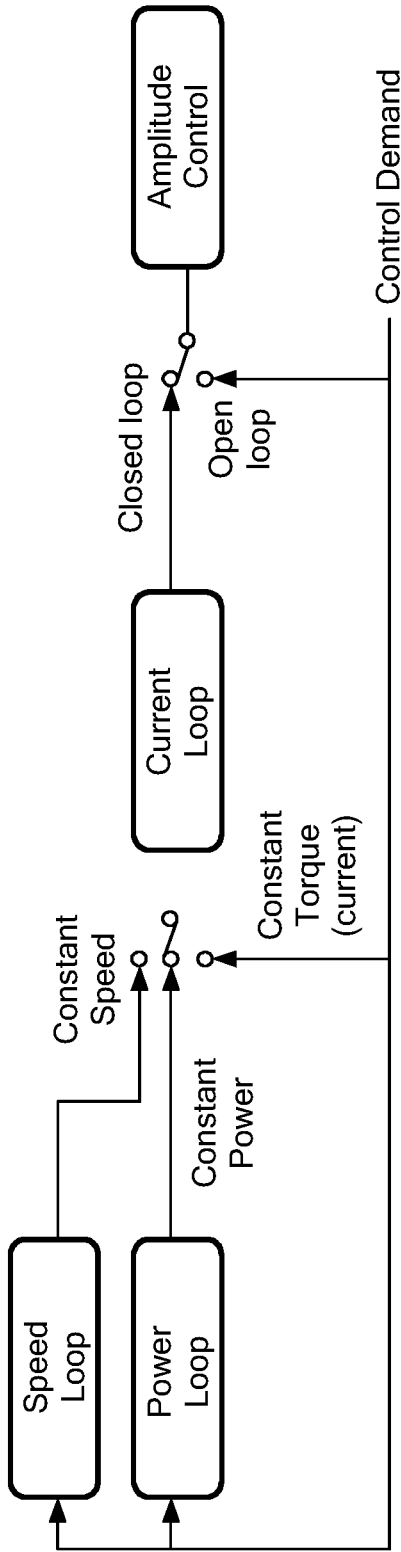 Speed
Loop
Power
Loop
Constant
Speed
Constant
Power
Constant
Torque
(current)
Current
Loop
Closed loop
Open
loop
Amplitude
Control
Control Demand